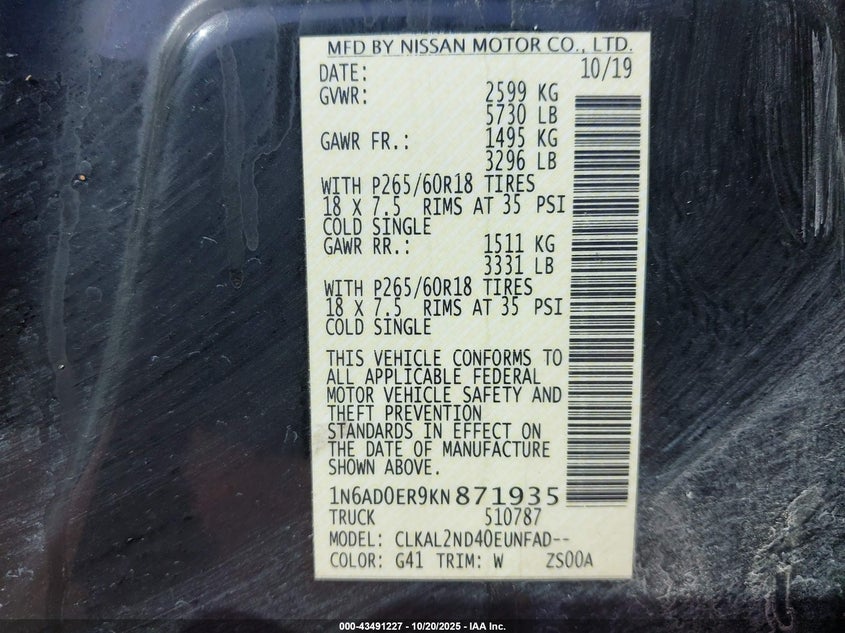 MFD BY NISSAN MOTOR CO., LTD.
DATE: 10/19
GVWR: 2599 KG
5730 LB
GAWR FR.: 1495 KG
3296 LB
WITH P265/60R18 TIRES
18 X 7.5 RIMS AT 35 PSI
COLD SINGLE
GAWR RR.: 1511 KG
3331 LB
WITH P265/60R18 TIRES
18 X 7.5 RIMS AT 35 PSI
COLD SINGLE
THIS VEHICLE CONFORMS TO
ALL APPLICABLE FEDERAL
MOTOR VEHICLE SAFETY AND
THEFT PREVENTION
STANDARDS IN EFFECT ON
THE DATE OF MANUFACTURE
SHOWN ABOVE.
1N6AD0ER9KN871935
TRUCK 510787
MODEL: CLKAL2ND40EUNFAD--
COLOR: G41 TRIM: W ZS00A
000-43491227 - 10/20/2025 - IAA Inc.